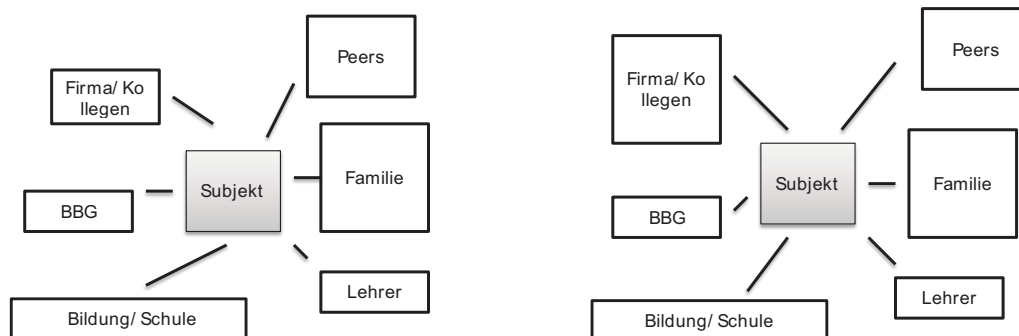 Peers
Firma/ Ko
llegen
Subjekt
Familie
BBG
Lehrer
Bildung/ Schule
Peers
Firma/ Ko
llegen
Subjekt
Familie
BBG
Lehrer
Bildung/ Schule